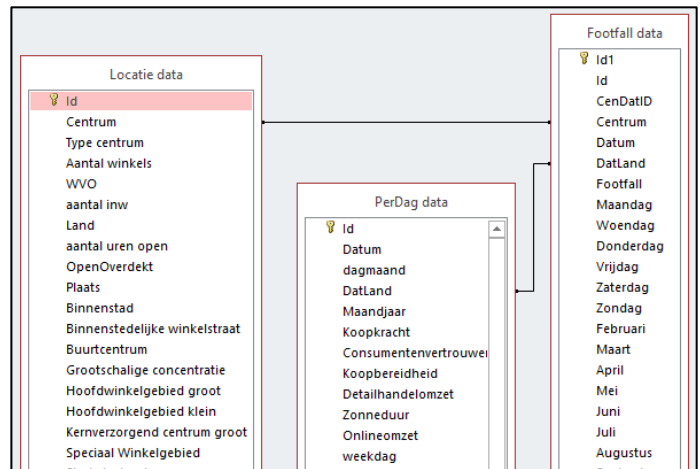 Locatie data
Id
Centrum
Type centrum
Aantal winkels
WVO
aantal inw
Land
aantal uren open
OpenOverdekt
Plaats
Binnenstad
Binnenstedelijke winkelstraat
Buurtcentrum
Grootschalige concentratie
Hoofdwinkelgebied groot
Hoofdwinkelgebied klein
Kernverzorgend centrum groot
Speciaal Winkelgebied
PerDag data
Id
Datum
dagmaand
DatLand
Maandjaar
Koopkracht
Consumentenvertrouwe
Koopbereidheid
Detailhandelomzet
Zonneduur
Onlineomzet
weekdag
Footfall data
Id1
Id
CenDatID
Centrum
Datum
DatLand
Footfall
Maandag
Woendag
Donderdag
Vrijdag
Zaterdag
Zondag
Februari
Maart
April
Mei
Juni
Juli
Augustus